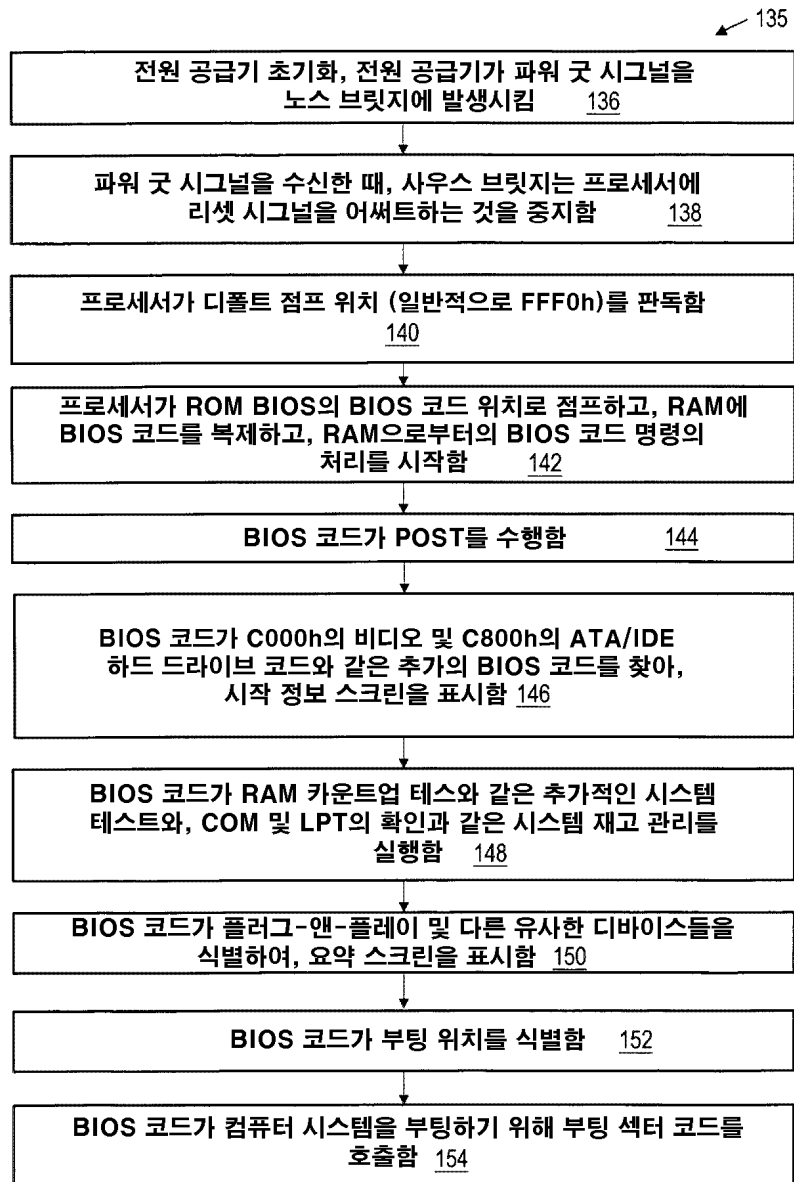 135
전원 공급기 초기화, 전원 공급기가 파워 굿 시그널을
노스 브릿지에 발생시킴 136
파워 굿 시그널을 수신한 때, 사우스 브릿지는 프로세서에
리셋 시그널을 어써트하는 것을 중지함 138
프로세서가 디폴트 점프 위치 (일반적으로 FFF0h)를 판독함
140
프로세서가 ROM BIOS의 BIOS 코드 위치로 점프하고, RAM에
BIOS 코드를 복제하고, RAM으로부터의 BIOS 코드 명령의
처리를 시작함 142
BIOS 코드가 POST를 수행함 144
BIOS 코드가 C000h의 비디오 및 C800h의 ATA/IDE
하드 드라이브 코드와 같은 추가의 BIOS 코드를 찾아,
시작 정보 스크린을 표시함 146
BIOS 코드가 RAM 카운트업 테스와 같은 추가적인 시스템
테스트와, COM 및 LPT의 확인과 같은 시스템 재고 관리를
실행함 148
BIOS 코드가 플러그-앤-플레이 및 다른 유사한 디바이스들을
식별하여, 요약 스크린을 표시함 150
BIOS 코드가 부팅 위치를 식별함 152
BIOS 코드가 컴퓨터 시스템을 부팅하기 위해 부팅 섹터 코드를
호출함 154